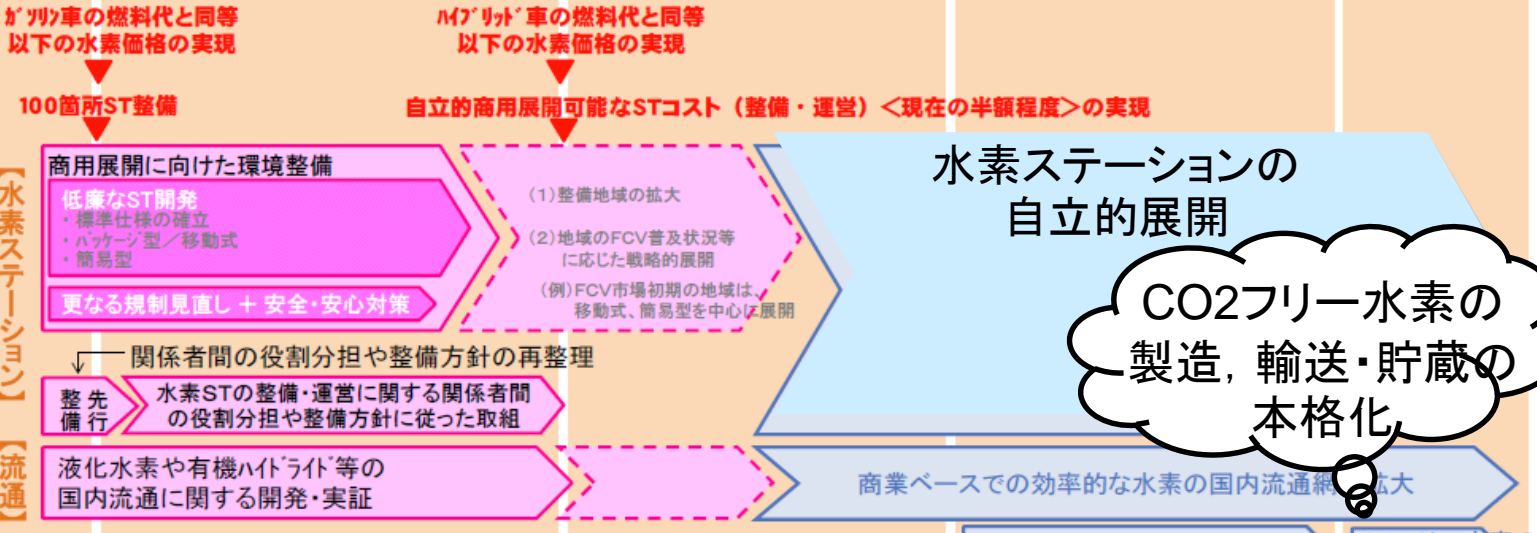 ｶﾞｿﾘﾝ車の燃料代と同等
以下の水素価格の実現
ﾊｲﾌﾞﾘｯﾄﾞ車の燃料代と同等
以下の水素価格の実現
100箇所ST整備
自立的商用展開可能なSTコスト（整備・運営）＜現在の半額程度＞の実現
【水素ステーション】
商用展開に向けた環境整備
低廉なST開発
・標準仕様の確立
・ﾊﾟｯｹｰｼﾞ型／移動式
・簡易型
更なる規制見直し ＋ 安全・安心対策
（1）整備地域の拡大
（2）地域のFCV普及状況等
に応じた戦略的展開
（例）FCV市場初期の地域は、
移動式、簡易型を中心に展開
水素ステーションの
自立的展開
CO2フリー水素の
製造，輸送・貯蔵の
本格化
関係者間の役割分担や整備方針の再整理
先行
整備
水素STの整備・運営に関する関係者間
の役割分担や整備方針に従った取組
【流通】
液化水素や有機ﾊｲﾄﾞﾗｲﾄﾞ等の
国内流通に関する開発・実証
商業ベースでの効率的な水素の国内流通網 拡大